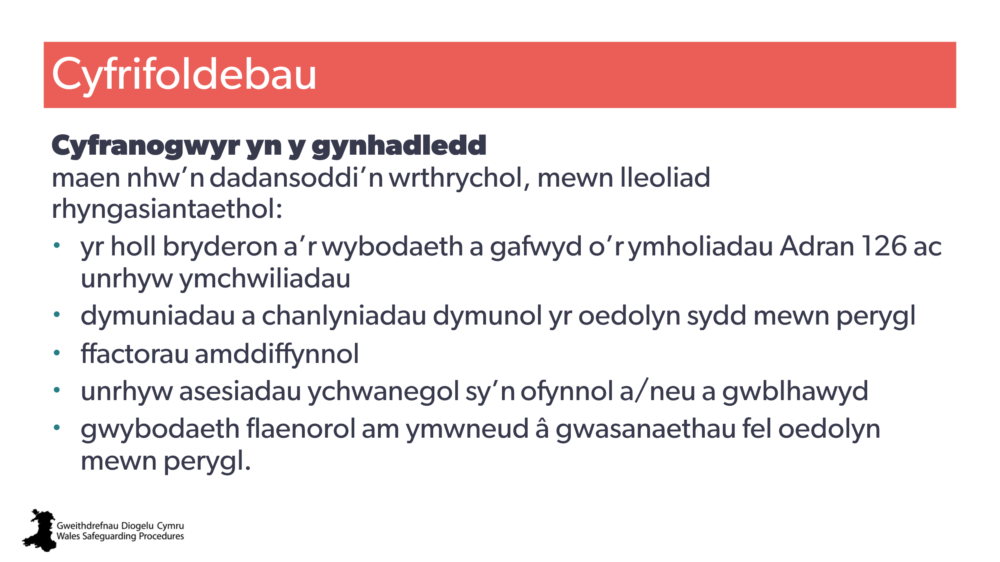 Cyfrifoldebau
Cyfranogwyr yn y gynhadledd
maen nhw’n dadansoddi’n wrthrychol, mewn lleoliad
rhyngasiantaethol:
• yr holl bryderon a’r wybodaeth a gafwyd o’r ymholiadau Adran 126 ac
unrhyw ymchwiliadau
• dymuniadau a chanlyniadau dymunol yr oedolyn sydd mewn perygl
• ffactorau amddiffynnol
• unrhyw asesiadau ychwanegol sy’n ofynnol a/neu a gwblhawyd
• gwybodaeth flaenorol am ymwneud â gwasanaethau fel oedolyn
mewn perygl.
Gweithdrefnau Diogelu Cymru
Wales Safeguarding Procedures